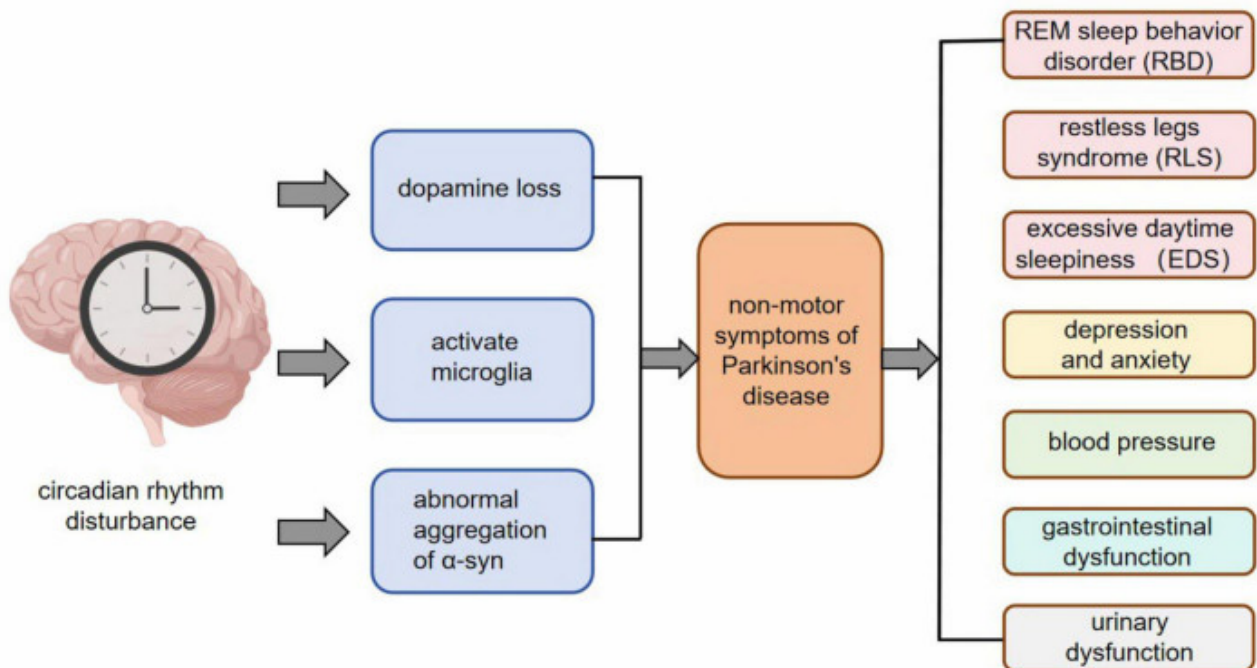 circadian rhythm
disturbance
dopamine loss
activate
microglia
abnormal
aggregation
of α-syn
non-motor
symptoms of
Parkinson's
disease
REM sleep behavior
disorder (RBD)
restless legs
syndrome (RLS)
excessive daytime
sleepiness （EDS）
depression
and anxiety
blood pressure
gastrointestinal
dysfunction
urinary
dysfunction